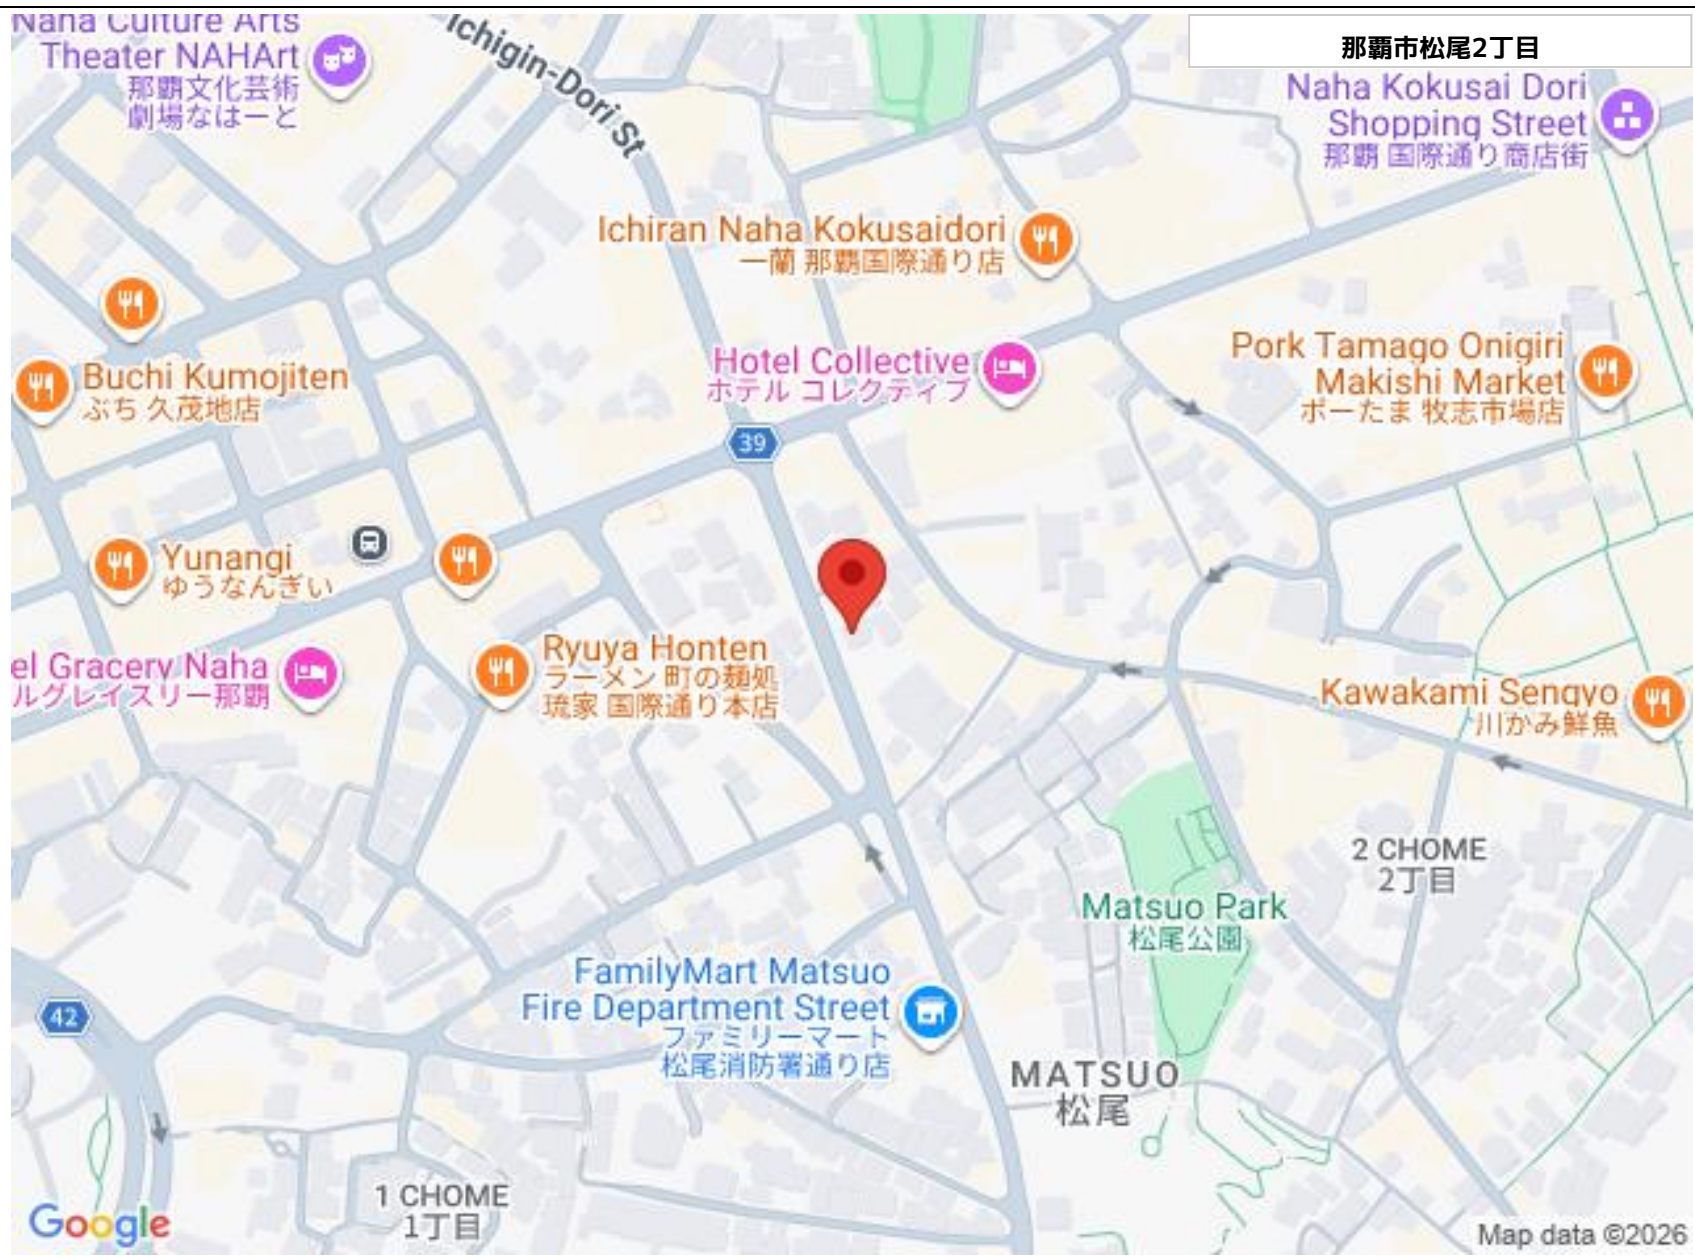 那覇市松尾2丁目
Naha Culture Arts
Theater NAHArt
那覇文化芸術
劇場なはーと
Ichigin-Dori St
Naha Kokusai Dori
Shopping Street
那覇 国際通り商店街
Ichiran Naha Kokusaidori
一蘭 那覇国際通り店
Hotel Collective
ホテル コレクティブ
Pork Tamago Onigiri
Makishi Market
ポーたま 牧志市場店
Buchi Kumojiten
ぶち 久茂地店
39
Yunangi
ゆうなんぎい
Ryuya Honten
ラーメン 町の麺処
琉家 国際通り本店
el Gracery Naha
ルグレイスリー那覇
Kawakami Sengyo
川かみ鮮魚
2 CHOME
2丁目
Matsuo Park
松尾公園
FamilyMart Matsuo
Fire Department Street
ファミリーマート
松尾消防署通り店
42
MATSUO
松尾
1 CHOME
1丁目
Google
Map data ©2026